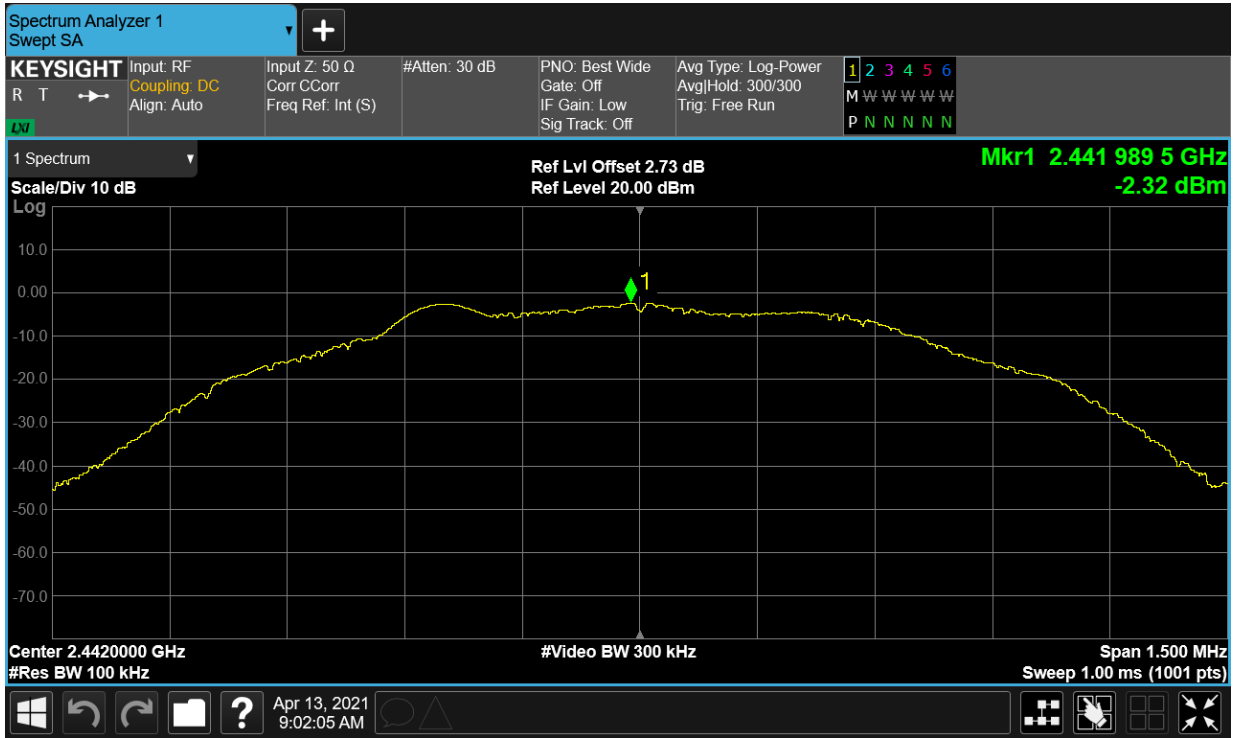 Spectrum Analyzer 1
Swept SA
KEYSIGHT
R T
LXI
Input: RF
Coupling: DC
Align: Auto
Input Z: 50 Ω
Corr CCorr
Freq Ref: Int (S)
#Atten: 30 dB
PNO: Best Wide
Gate: Off
IF Gain: Low
Sig Track: Off
Avg Type: Log-Power
Avg|Hold: 300/300
Trig: Free Run
1 2 3 4 5 6
M W W W W W
P N N N N N
1 Spectrum
Scale/Div 10 dB
Log
Ref Lvl Offset 2.73 dB
Ref Level 20.00 dBm
Mkr1 2.441 989 5 GHz
-2.32 dBm
1
10.0
0.00
-10.0
-20.0
-30.0
-40.0
-50.0
-60.0
-70.0
Center 2.4420000 GHz
#Res BW 100 kHz
#Video BW 300 kHz
Span 1.500 MHz
Sweep 1.00 ms (1001 pts)
?
Apr 13, 2021
9:02:05 AM